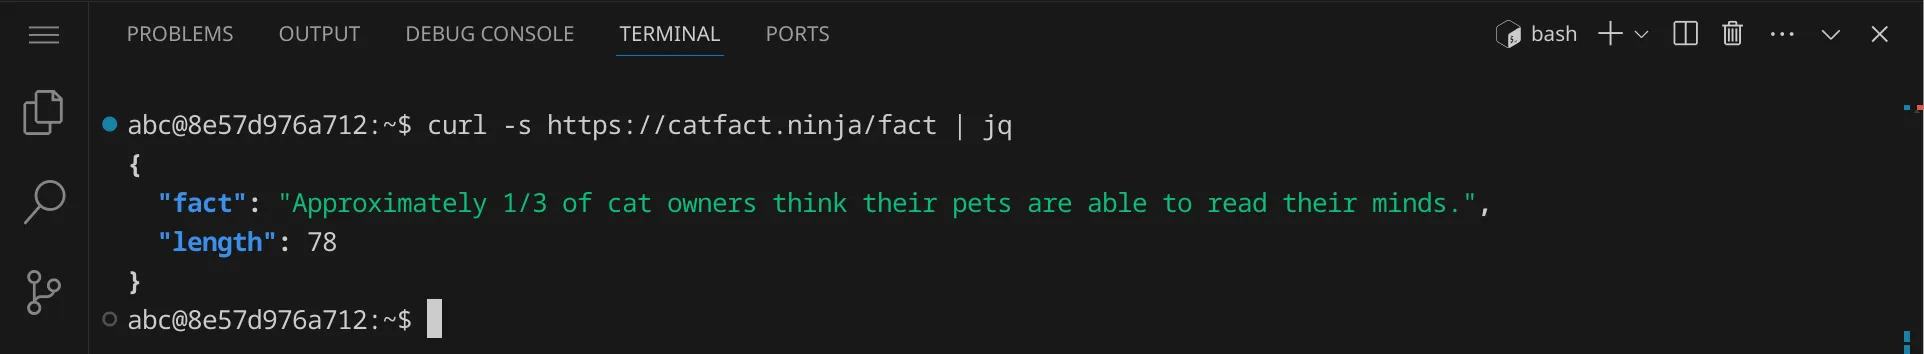 PROBLEMS OUTPUT DEBUG CONSOLE TERMINAL PORTS bash
abc@8e57d976a712:~$ curl -s https://catfact.ninja/fact | jq
{
  "fact": "Approximately 1/3 of cat owners think their pets are able to read their minds.",
  "length": 78
}
abc@8e57d976a712:~$